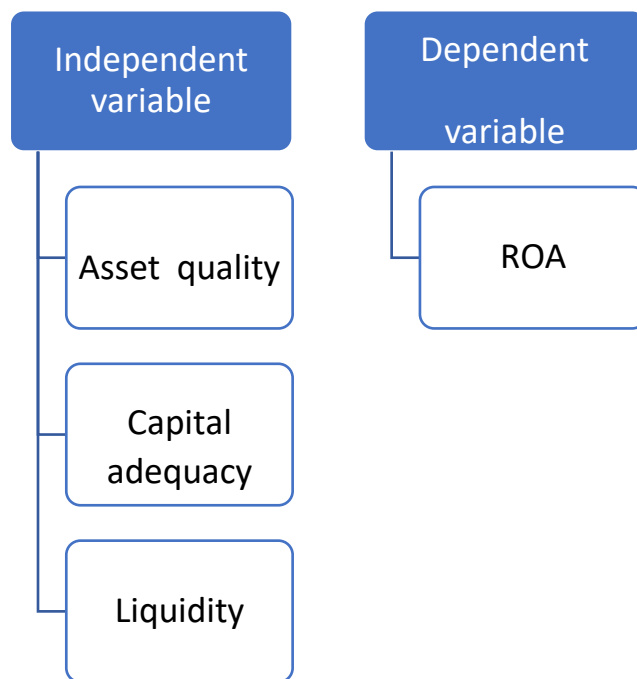 Independent
variable
Asset quality
Capital
adequacy
Liquidity
Dependent
variable
ROA